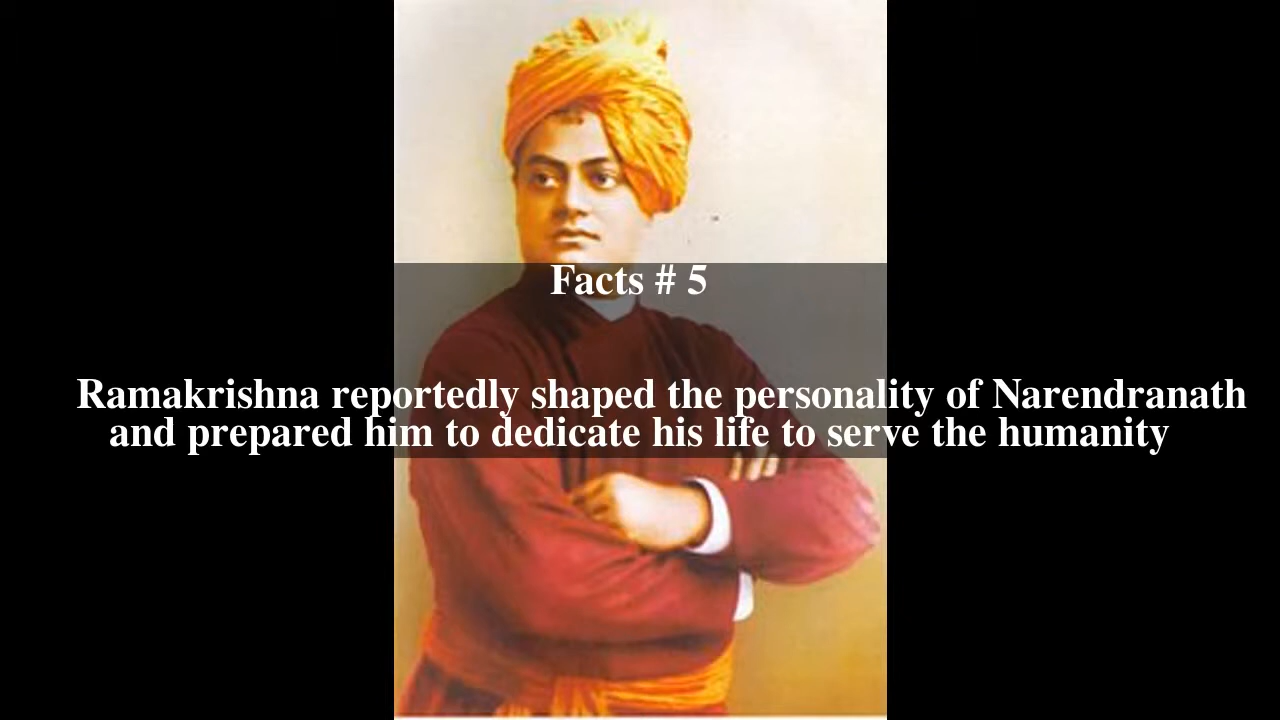 Facts # 5
Ramakrishna reportedly shaped the personality of Narendranath
and prepared him to dedicate his life to serve the humanity